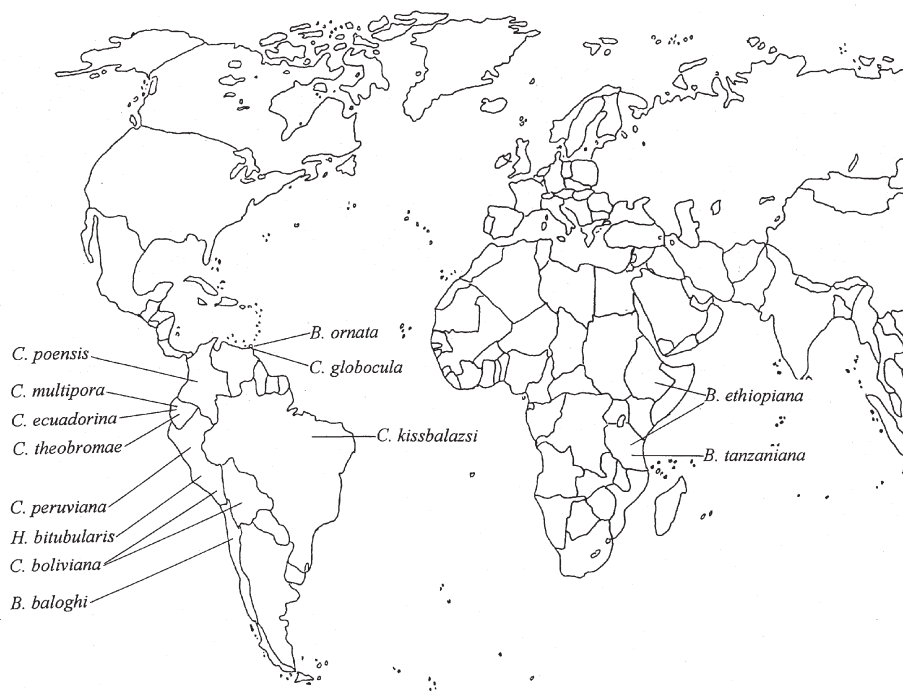 B. ornata
C. poensis
C. globocula
C. multipora
B. ethiopiana
C. ecuadorina
C. kissbalazsi
C. theobromae
B. tanzaniana
C. peruviana
H. bitubularis
C. boliviana
B. baloghi